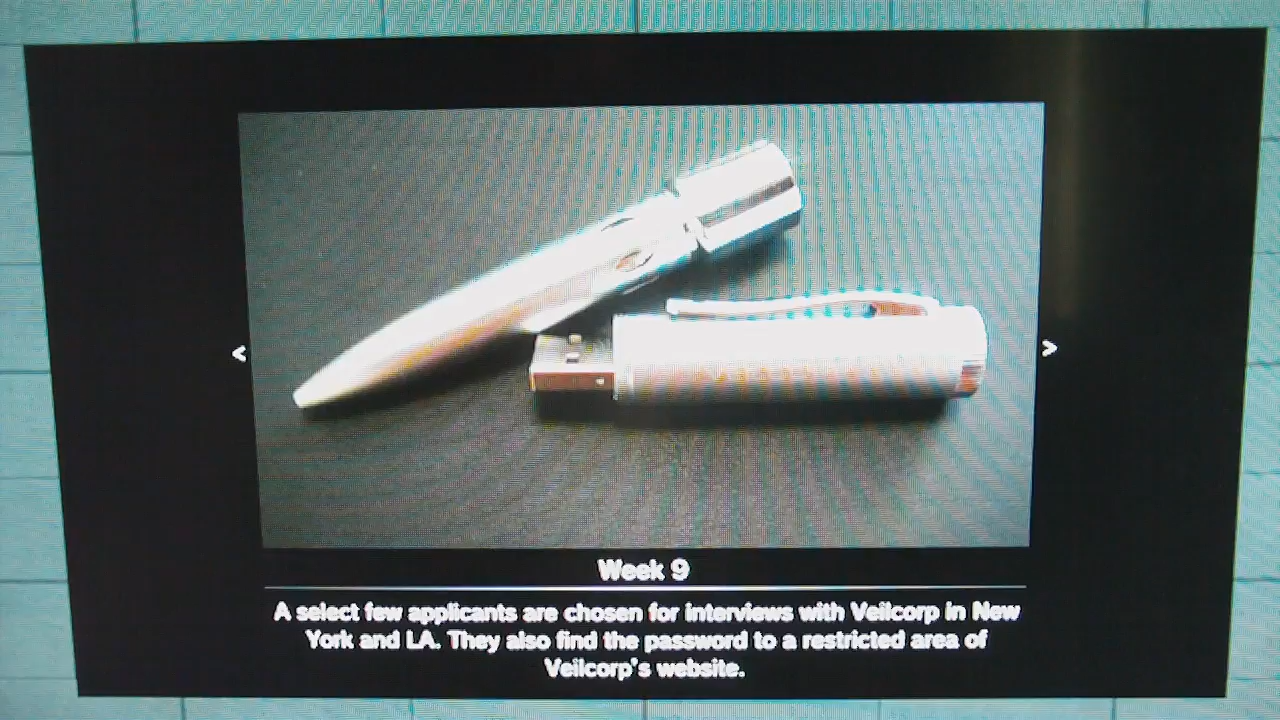 <
>
Week 9
A select few applicants are chosen for interviews with Veilcorp in New
York and LA. They also find the password to a restricted area of
Veilcorp's website.